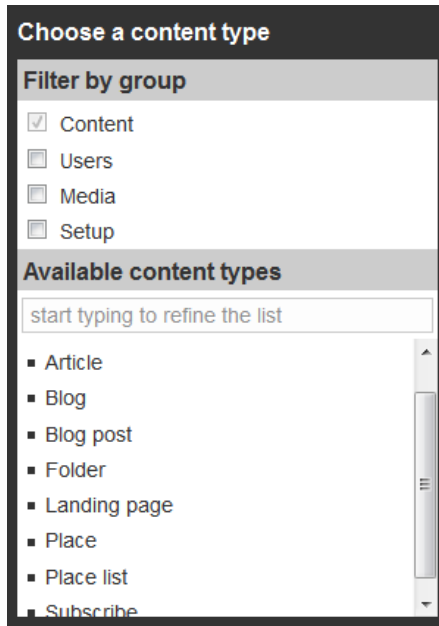 Choose a content type
Filter by group
Content
Users
Media
Setup
Available content types
start typing to refine the list
Article
Blog
Blog post
Folder
Landing page
Place
Place list
Subscribe